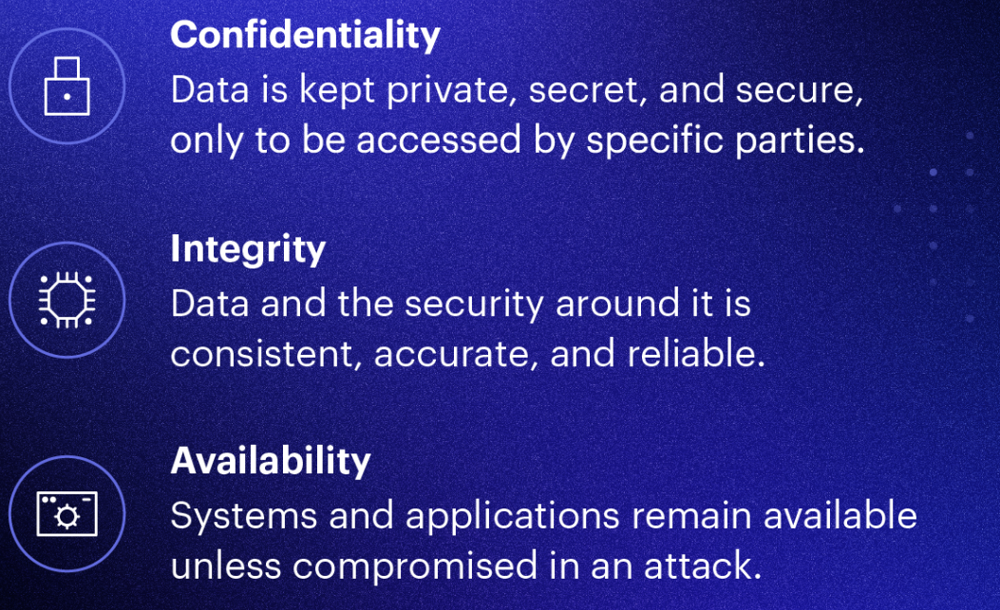 Confidentiality
Data is kept private, secret, and secure,
only to be accessed by specific parties.
Integrity
Data and the security around it is
consistent, accurate, and reliable.
Availability
Systems and applications remain available
unless compromised in an attack.